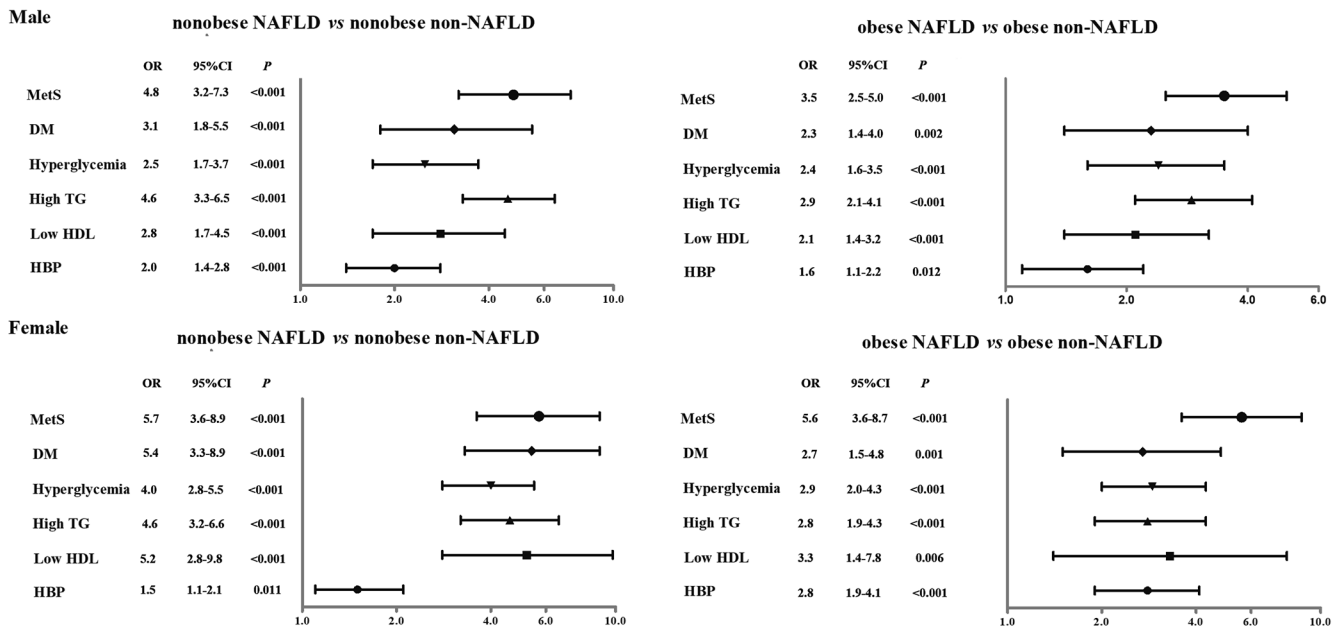 Male
nonobese NAFLD vs nonobese non-NAFLD
OR 95%CI P
MetS 4.8 3.2-7.3 <0.001
DM 3.1 1.8-5.5 <0.001
Hyperglycemia 2.5 1.7-3.7 <0.001
High TG 4.6 3.3-6.5 <0.001
Low HDL 2.8 1.7-4.5 <0.001
HBP 2.0 1.4-2.8 <0.001
1.0 2.0 4.0 6.0 10.0
obese NAFLD vs obese non-NAFLD
OR 95%CI P
MetS 3.5 2.5-5.0 <0.001
DM 2.3 1.4-4.0 0.002
Hyperglycemia 2.4 1.6-3.5 <0.001
High TG 2.9 2.1-4.1 <0.001
Low HDL 2.1 1.4-3.2 <0.001
HBP 1.6 1.1-2.2 0.012
1.0 2.0 4.0 6.0
Female
nonobese NAFLD vs nonobese non-NAFLD
OR 95%CI P
MetS 5.7 3.6-8.9 <0.001
DM 5.4 3.3-8.9 <0.001
Hyperglycemia 4.0 2.8-5.5 <0.001
High TG 4.6 3.2-6.6 <0.001
Low HDL 5.2 2.8-9.8 <0.001
HBP 1.5 1.1-2.1 0.011
1.0 2.0 4.0 6.0 10.0
obese NAFLD vs obese non-NAFLD
OR 95%CI P
MetS 5.6 3.6-8.7 <0.001
DM 2.7 1.5-4.8 0.001
Hyperglycemia 2.9 2.0-4.3 <0.001
High TG 2.8 1.9-4.3 <0.001
Low HDL 3.3 1.4-7.8 0.006
HBP 2.8 1.9-4.1 <0.001
1.0 2.0 4.0 6.0 10.0